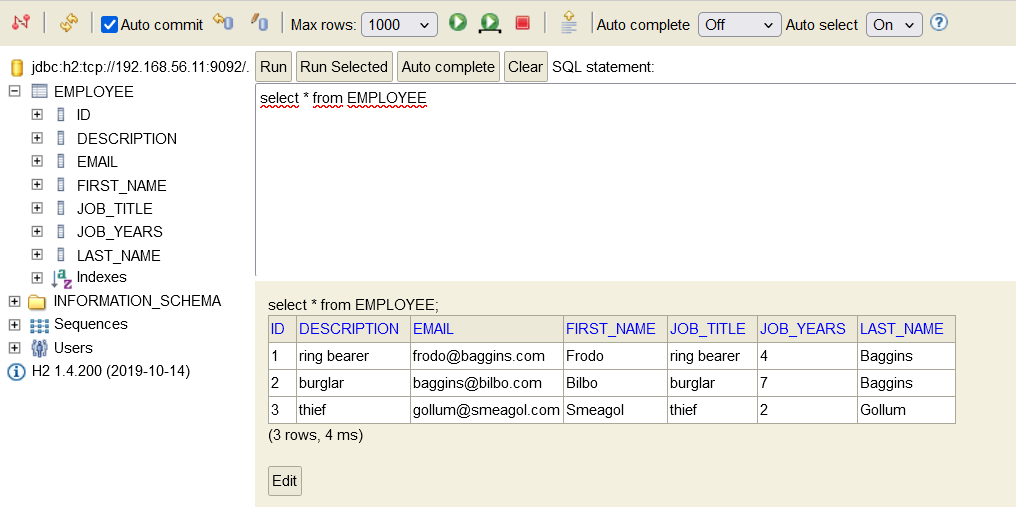 Auto commit Max rows: 1000 Auto complete Off Auto select On
jdbc:h2:tcp://192.168.56.11:9092/.
EMPLOYEE
ID
DESCRIPTION
EMAIL
FIRST_NAME
JOB_TITLE
JOB_YEARS
LAST_NAME
Indexes
INFORMATION_SCHEMA
Sequences
Users
H2 1.4.200 (2019-10-14)
Run Run Selected Auto complete Clear SQL statement:
select * from EMPLOYEE
select * from EMPLOYEE;
ID DESCRIPTION EMAIL FIRST_NAME JOB_TITLE JOB_YEARS LAST_NAME
1 ring bearer frodo@baggins.com Frodo ring bearer 4 Baggins
2 burglar baggins@bilbo.com Bilbo burglar 7 Baggins
3 thief gollum@smeagol.com Smeagol thief 2 Gollum
(3 rows, 4 ms)
Edit